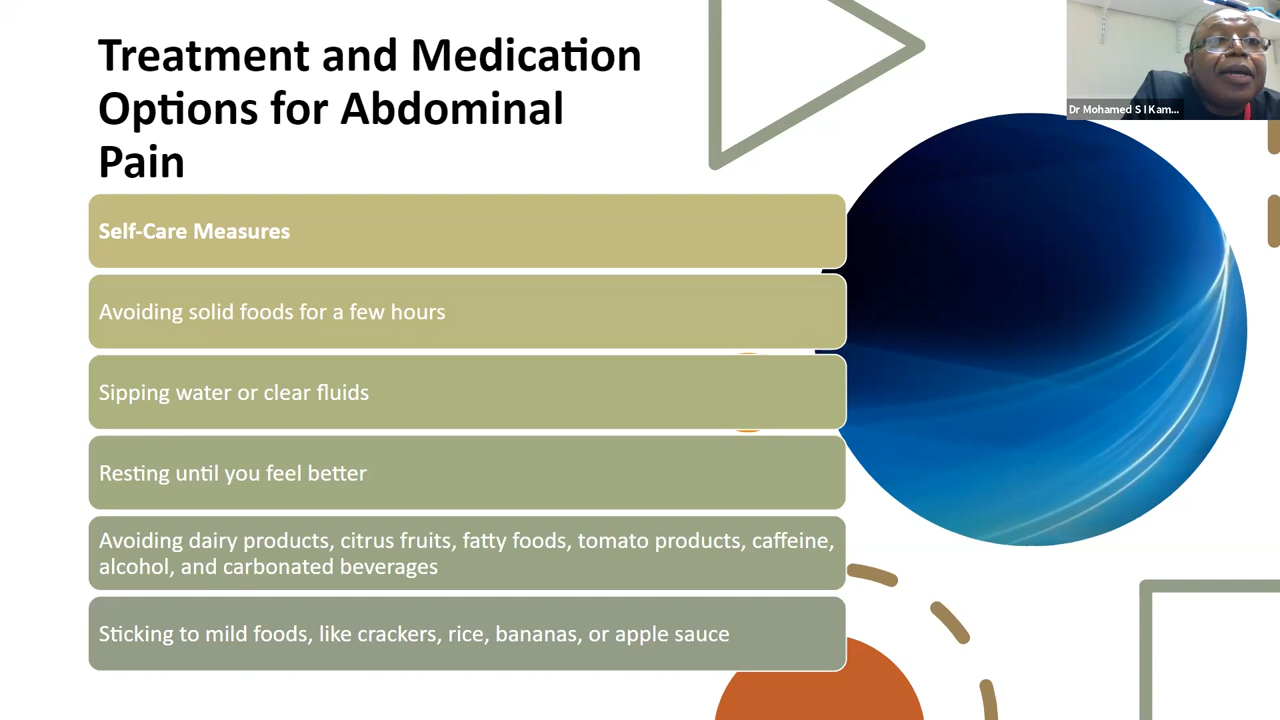 Treatment and Medication
Options for Abdominal
Pain
Dr Mohamed S I Kam...
Self-Care Measures
Avoiding solid foods for a few hours
Sipping water or clear fluids
Resting until you feel better
Avoiding dairy products, citrus fruits, fatty foods, tomato products, caffeine,
alcohol, and carbonated beverages
Sticking to mild foods, like crackers, rice, bananas, or apple sauce